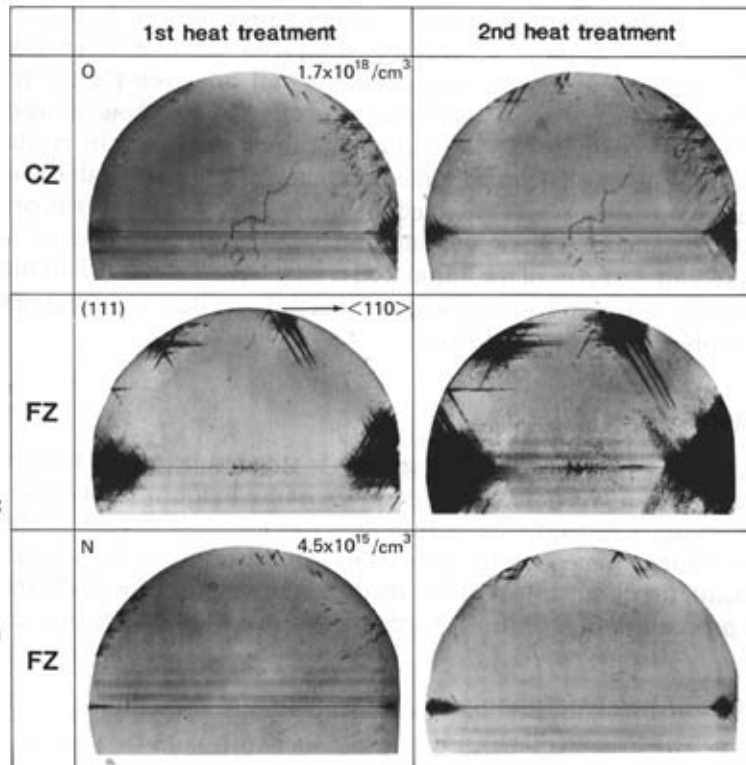 1st heat treatment
2nd heat treatment
CZ
O
1.7x10¹⁸/cm³
FZ
(111)
<110>
FZ
N
4.5x10¹⁵/cm³